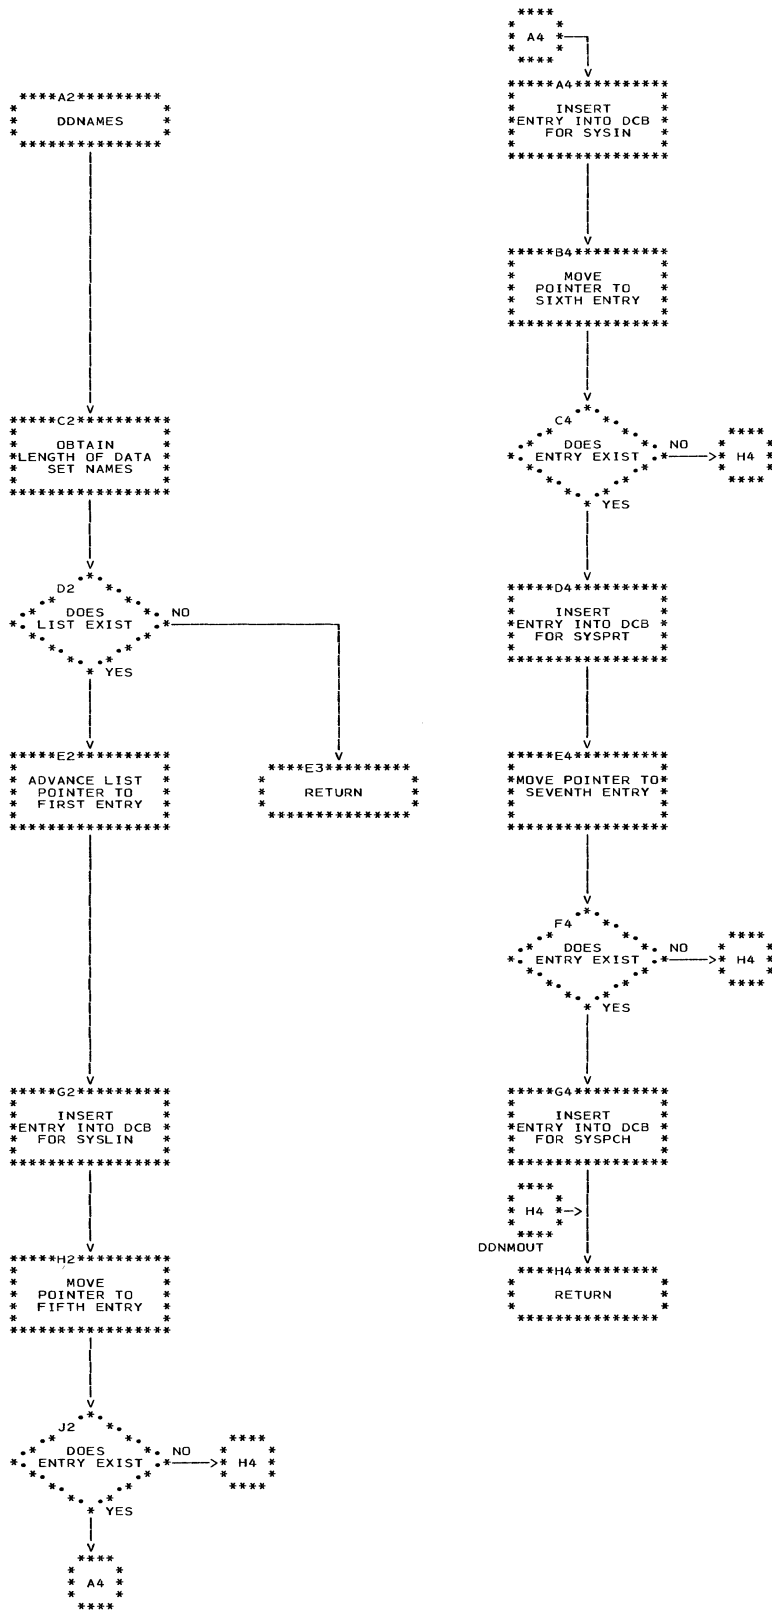 A2
DDNAMES
C2
OBTAIN
LENGTH OF DATA
SET NAMES
D2
DOES
LIST EXIST
NO
YES
E2
ADVANCE LIST
POINTER TO
FIRST ENTRY
E3
RETURN
G2
INSERT
ENTRY INTO DCB
FOR SYSLIN
H2
MOVE
POINTER TO
FIFTH ENTRY
J2
DOES
ENTRY EXIST
NO
H4
YES
A4
A4
A4
INSERT
ENTRY INTO DCB
FOR SYSIN
B4
MOVE
POINTER TO
SIXTH ENTRY
C4
DOES
ENTRY EXIST
NO
H4
YES
D4
INSERT
ENTRY INTO DCB
FOR SYSPRT
E4
MOVE POINTER TO
SEVENTH ENTRY
F4
DOES
ENTRY EXIST
NO
H4
YES
G4
INSERT
ENTRY INTO DCB
FOR SYSPCH
H4
DDNMOUT
H4
RETURN